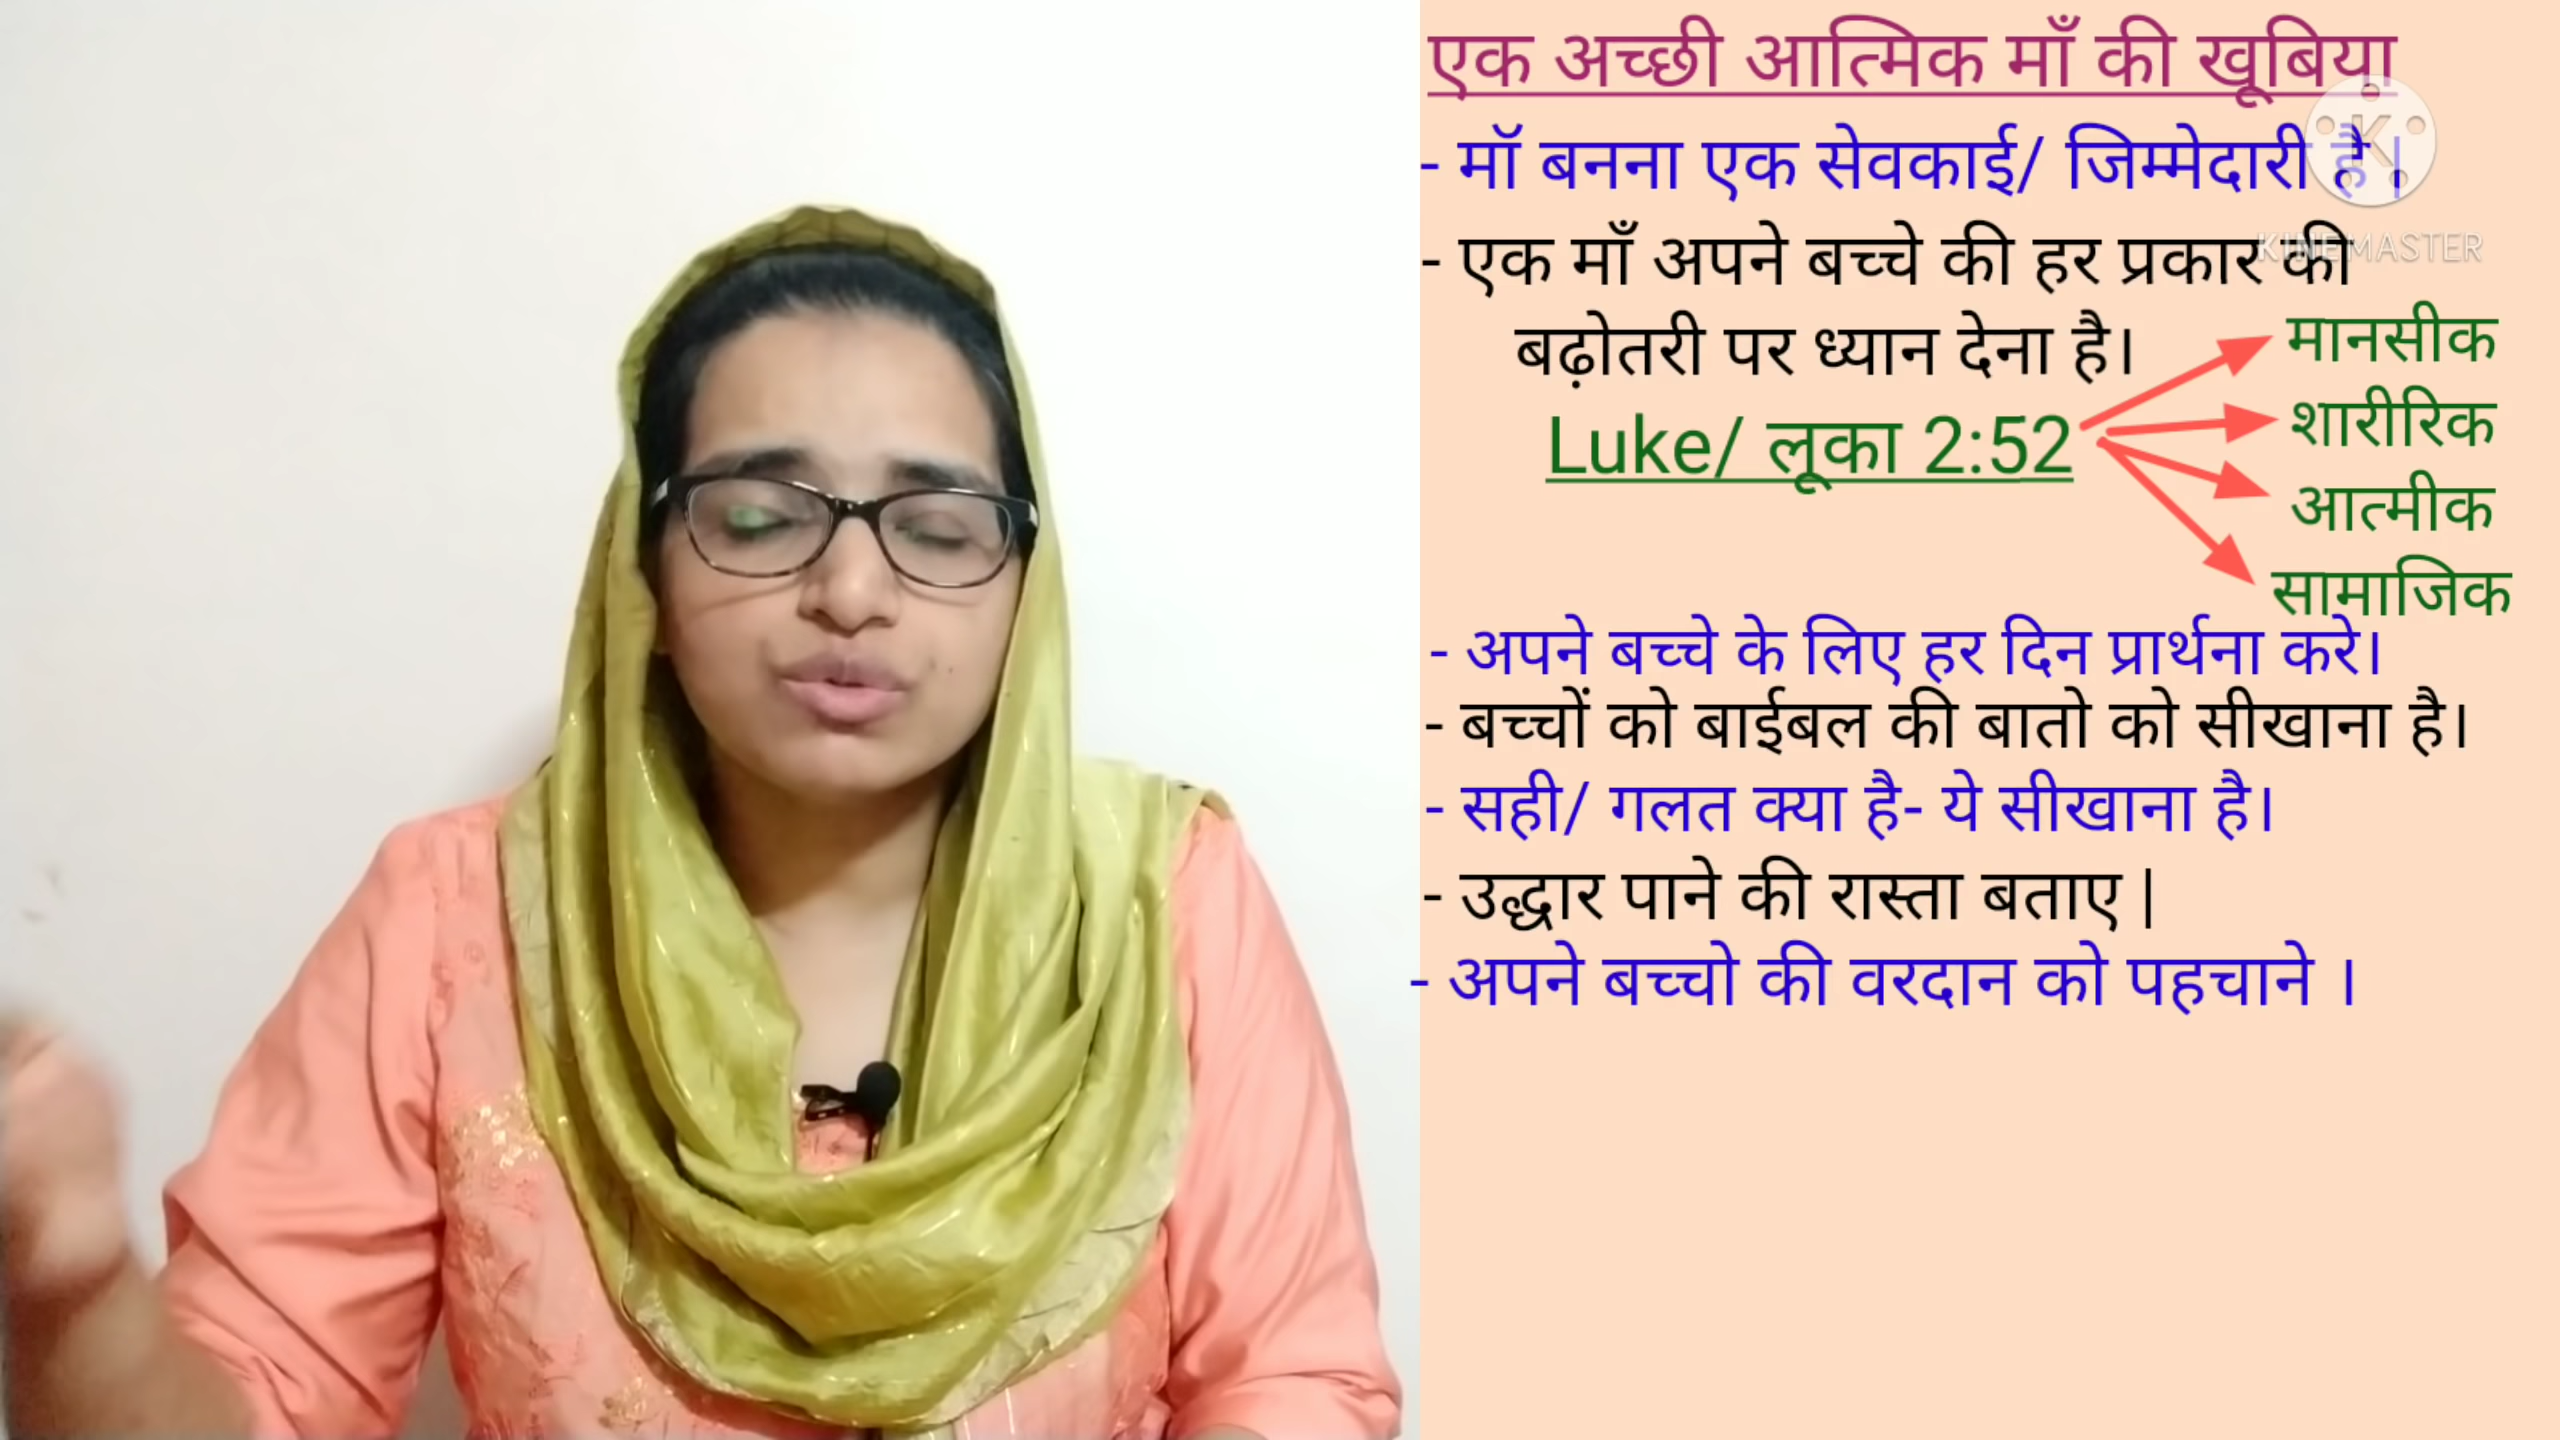 एक अच्छी आत्मिक माँ की खूबिया
- मॉ बनना एक सेवकाई/ जिम्मेदारी है |
- एक माँ अपने बच्चे की हर प्रकार की
बढ़ोतरी पर ध्यान देना है।
Luke/ लूका 2:52
मानसीक
शारीरिक
आत्मीक
सामाजिक
- अपने बच्चे के लिए हर दिन प्रार्थना करे।
- बच्चों को बाईबल की बातो को सीखाना है।
- सही/ गलत क्या है- ये सीखाना है।
- उद्धार पाने की रास्ता बताए |
- अपने बच्चो की वरदान को पहचाने ।
K
KINEMASTER